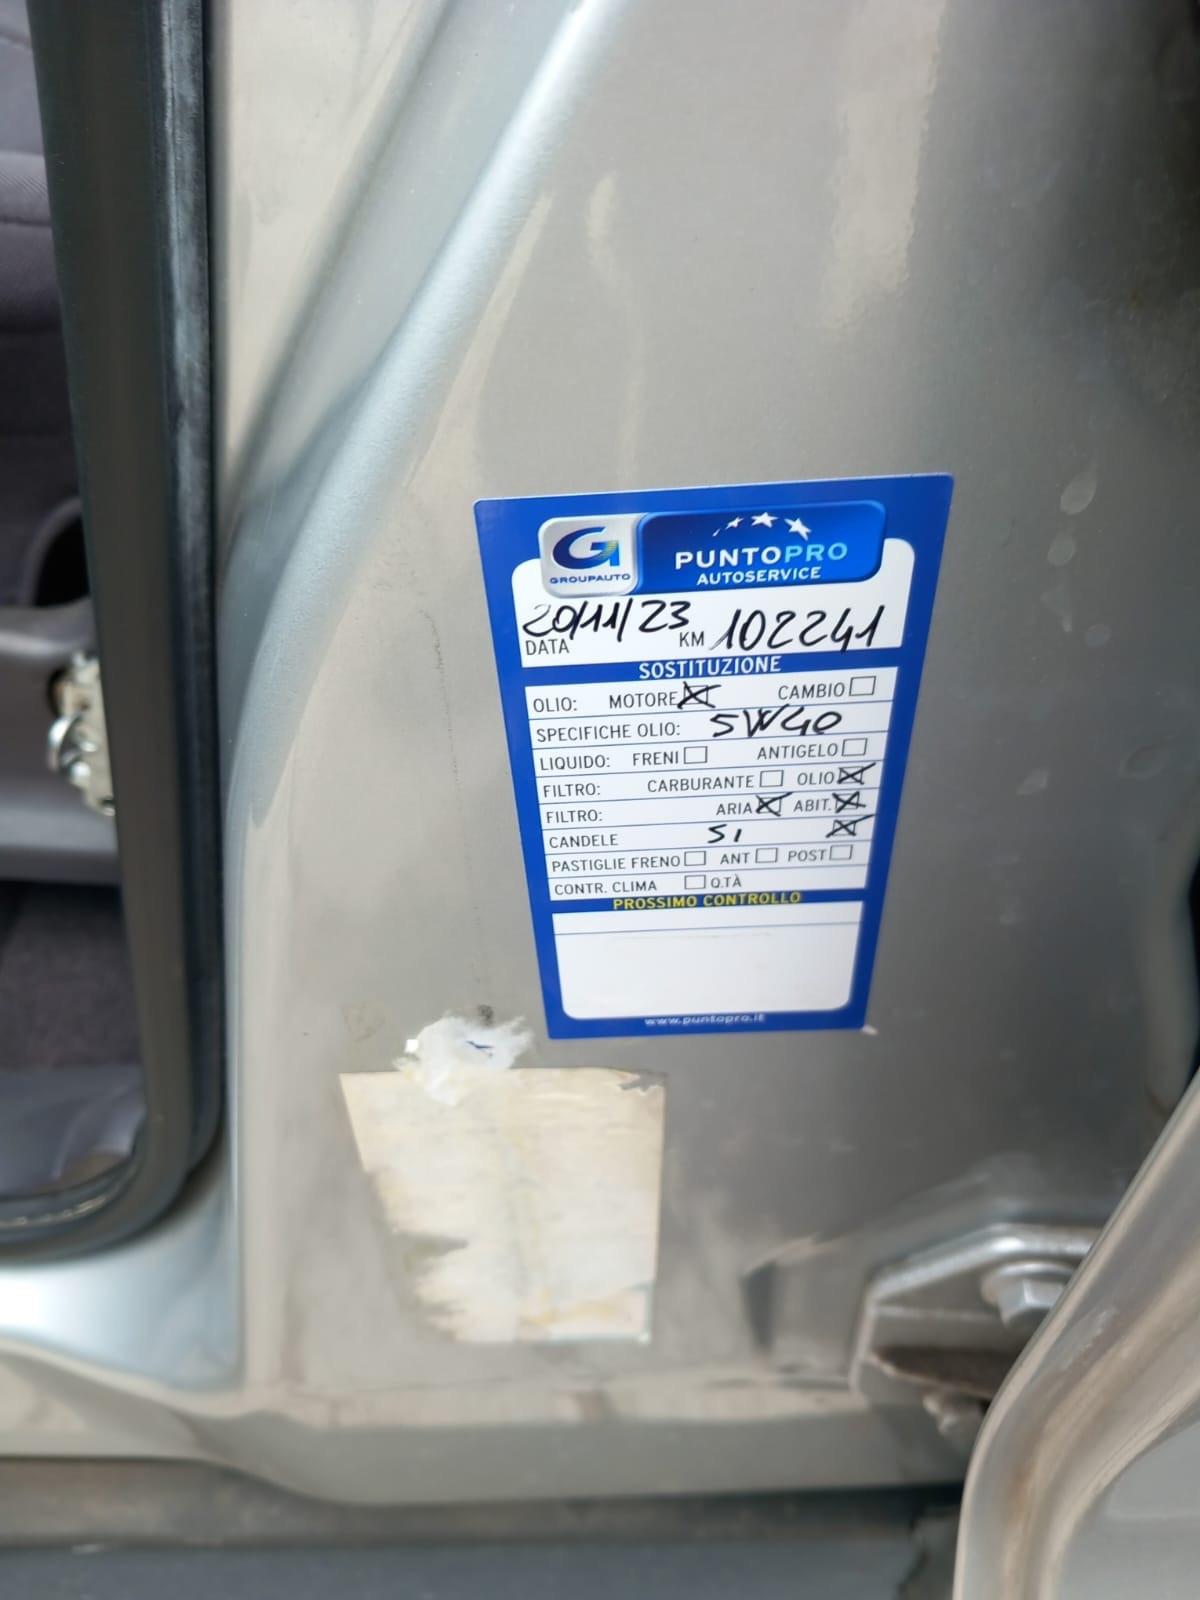 G
GROUPAUTO
PUNTOPRO
AUTOSERVICE
DATA 20/11/23 KM 102241
SOSTITUZIONE
OLIO: MOTORE CAMBIO
SPECIFICHE OLIO: 5W40
LIQUIDO: FRENI ANTIGELO
FILTRO: CARBURANTE OLIO
FILTRO: ARIA ABIT.
CANDELE SI
PASTIGLIE FRENO ANT POST
CONTR. CLIMA Q.TÀ
PROSSIMO CONTROLLO
www.puntopro.it